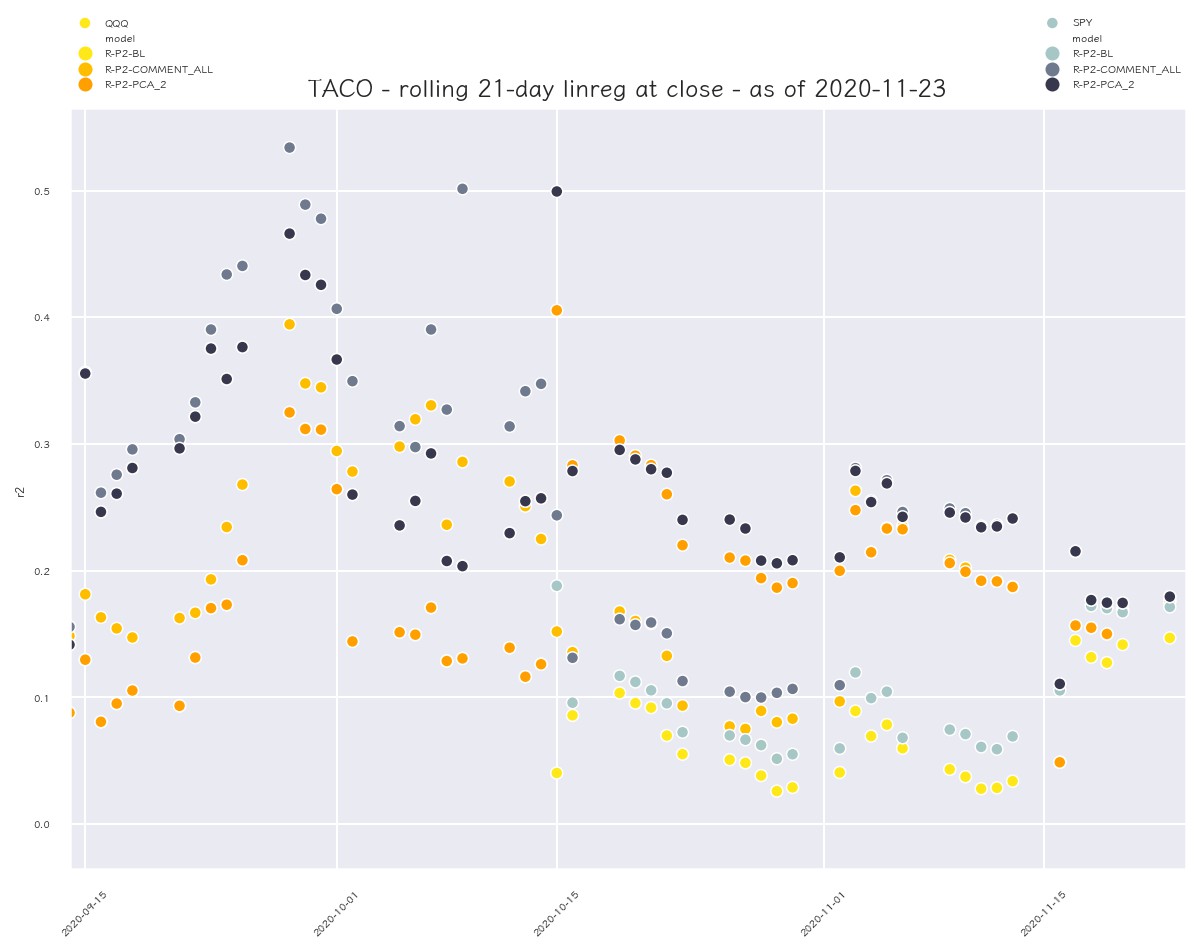 QQQ
model
R-P2-BL
R-P2-COMMENT_ALL
R-P2-PCA_2
SPY
model
R-P2-BL
R-P2-COMMENT_ALL
R-P2-PCA_2
TACO - rolling 21-day linreg at close - as of 2020-11-23
r2
0.5
0.4
0.3
0.2
0.1
0.0
2020-09-15
2020-10-01
2020-10-15
2020-11-01
2020-11-15